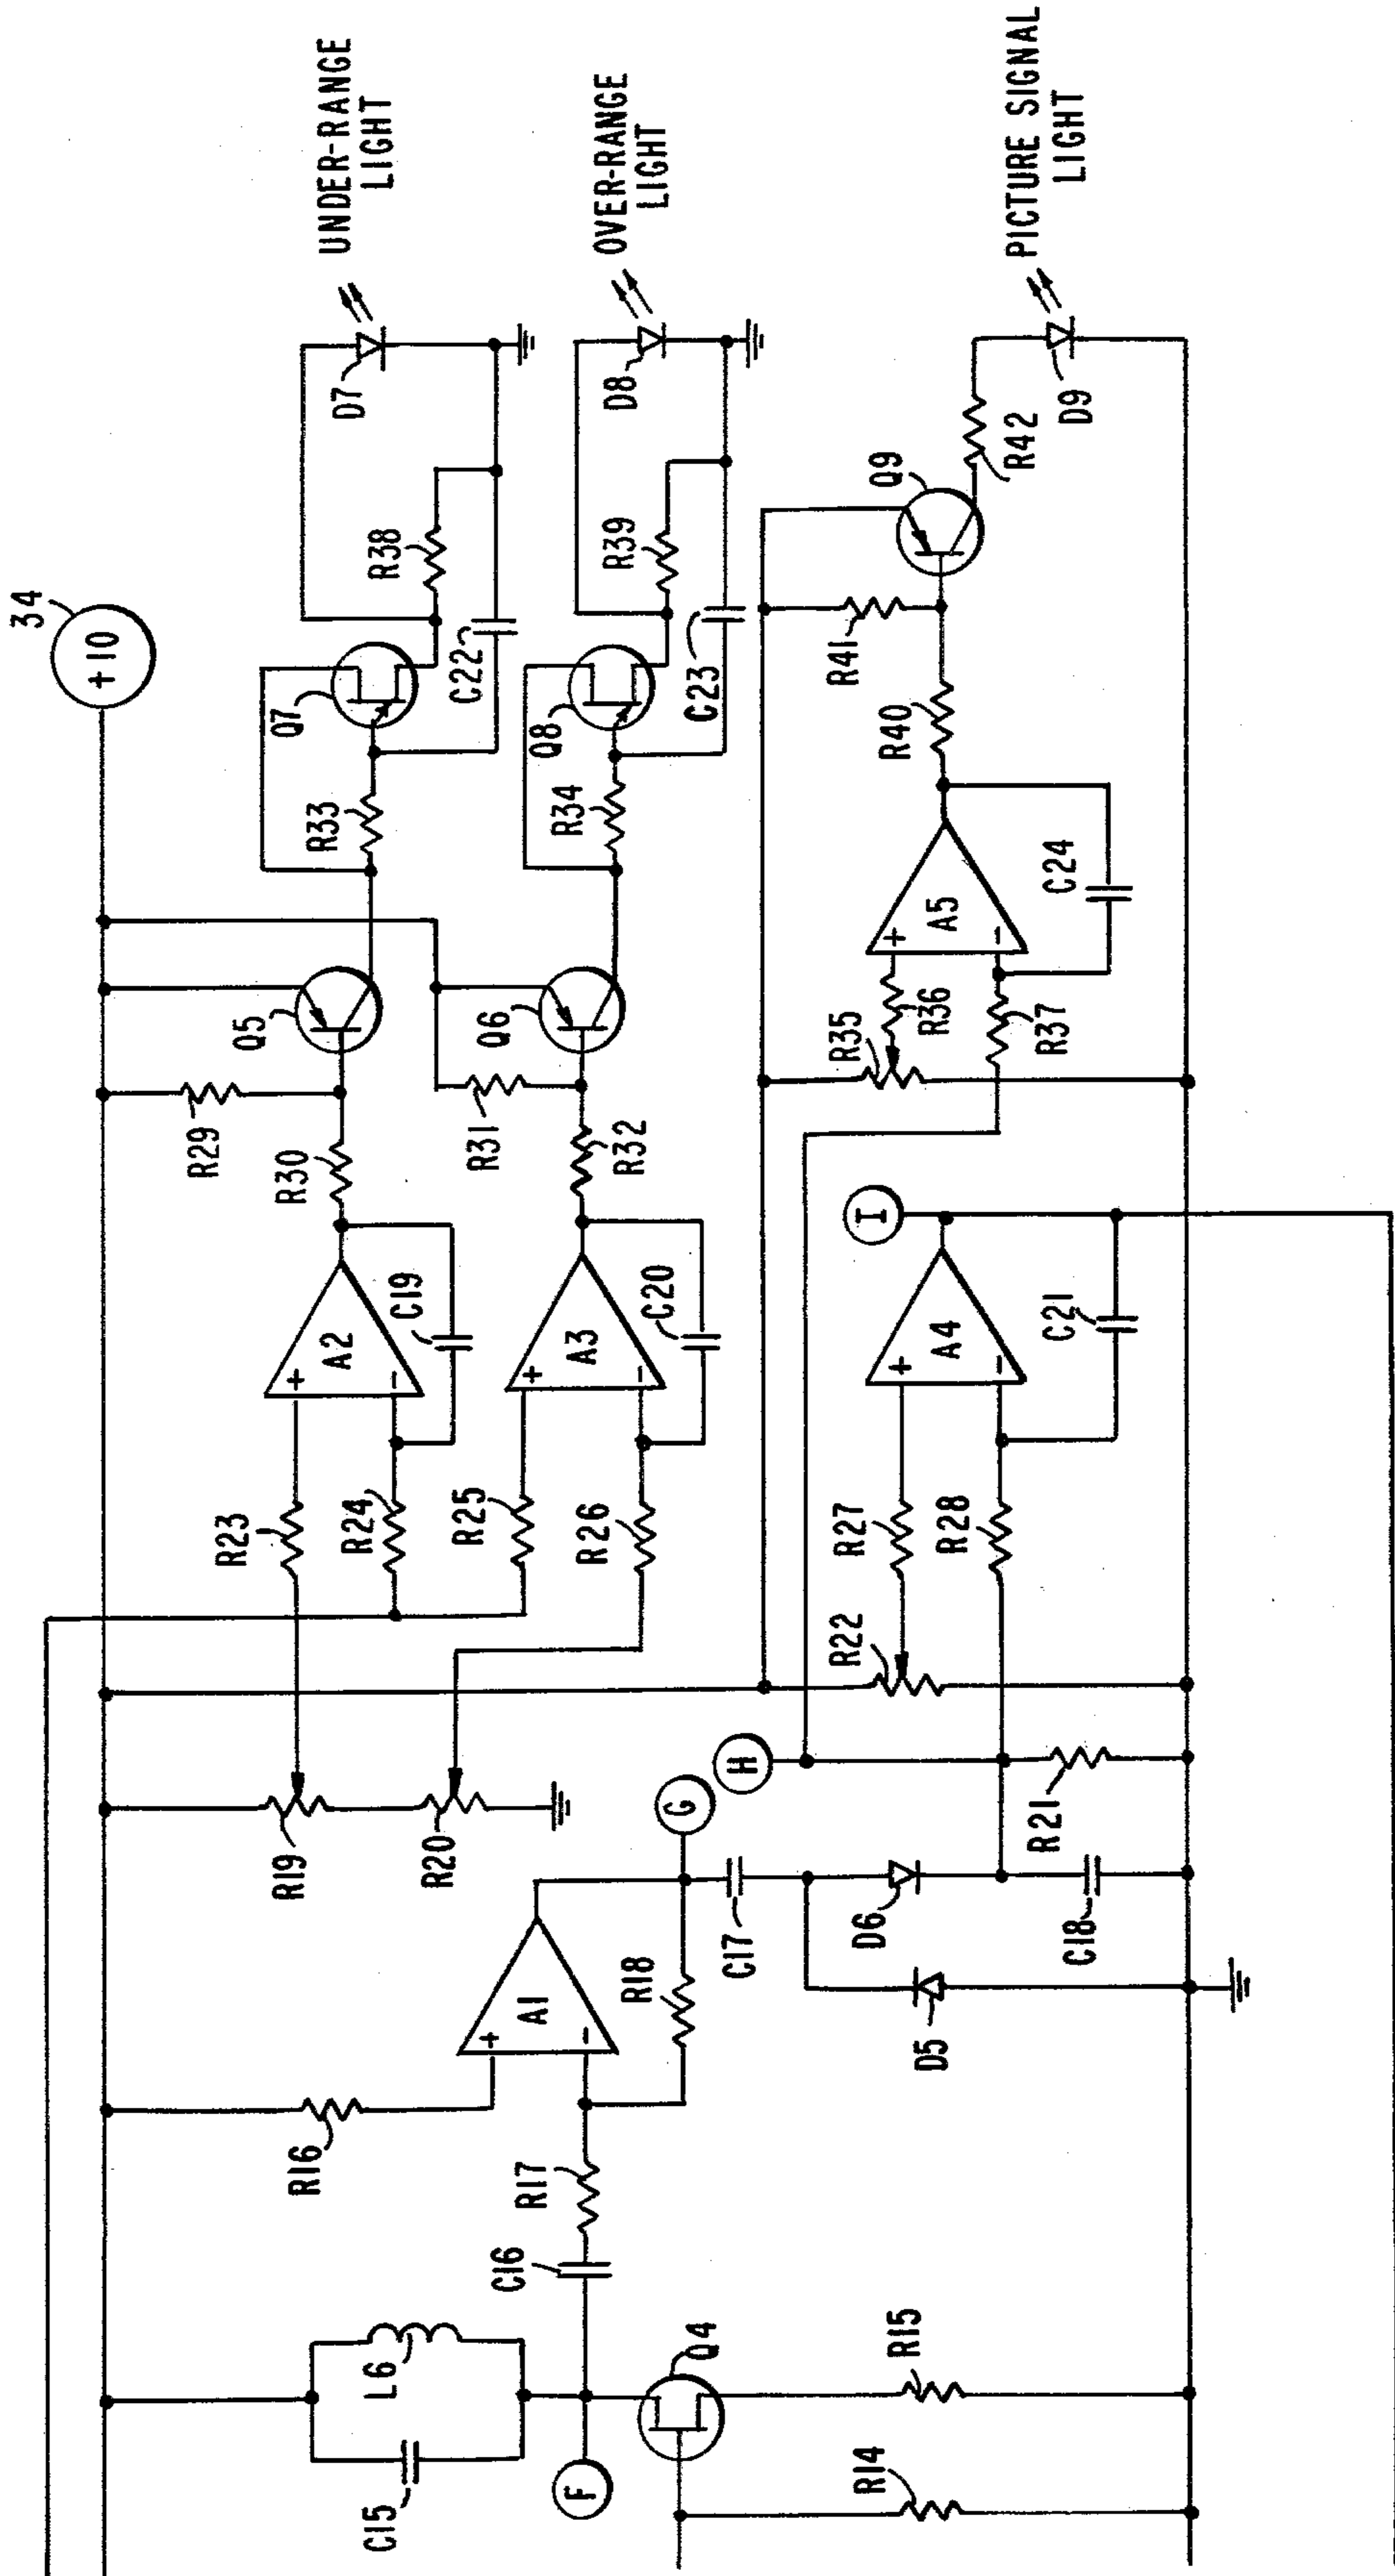 34
+10
UNDER-RANGE
LIGHT
R29
Q5
Q7
R33
R38
D7
R30
C22
R23
A2
+
−
C19
R24
R31
Q6
Q8
R34
R39
D8
OVER-RANGE
LIGHT
C23
R32
R25
A3
+
−
C20
R26
R19
R20
R16
A1
+
−
G
H
C15
L6
C16
R17
R18
F
Q4
C17
D6
D5
C18
R21
R22
R27
R28
A4
+
−
C21
I
R35
R36
R37
A5
+
−
C24
R40
R41
Q9
R42
D9
PICTURE SIGNAL
LIGHT
R14
R15